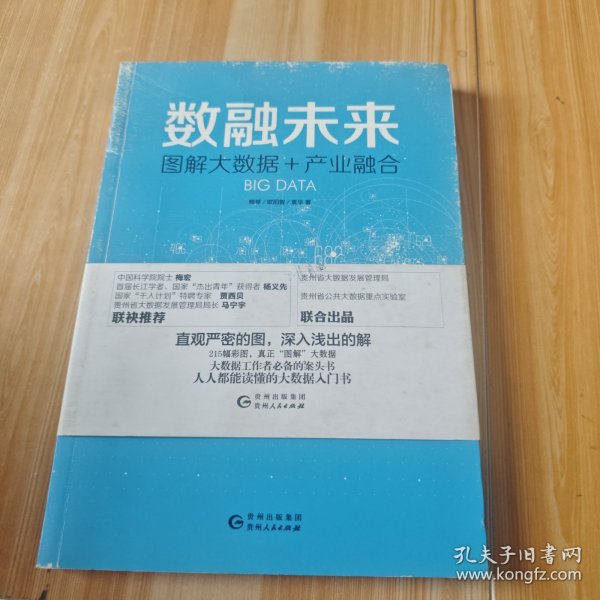 数融未来
图解大数据+产业融合
BIG DATA
中国科学院院士 梅宏
首届长江学者、国家“杰出青年”获得者 杨义先
国家“千人计划”特聘专家 贾西贝
贵州省大数据发展管理局局长 马宁宇
联袂推荐
贵州省大数据发展管理局
贵州省公共大数据重点实验室
联合出品
直观严密的图，深入浅出的解
215幅彩图，真正“图解”大数据
大数据工作者必备的案头书
人人都能读懂的大数据入门书
贵州出版集团
贵州人民出版社
贵州出版集团
贵州人民出版社
孔夫子旧书网
www.kongfz.com